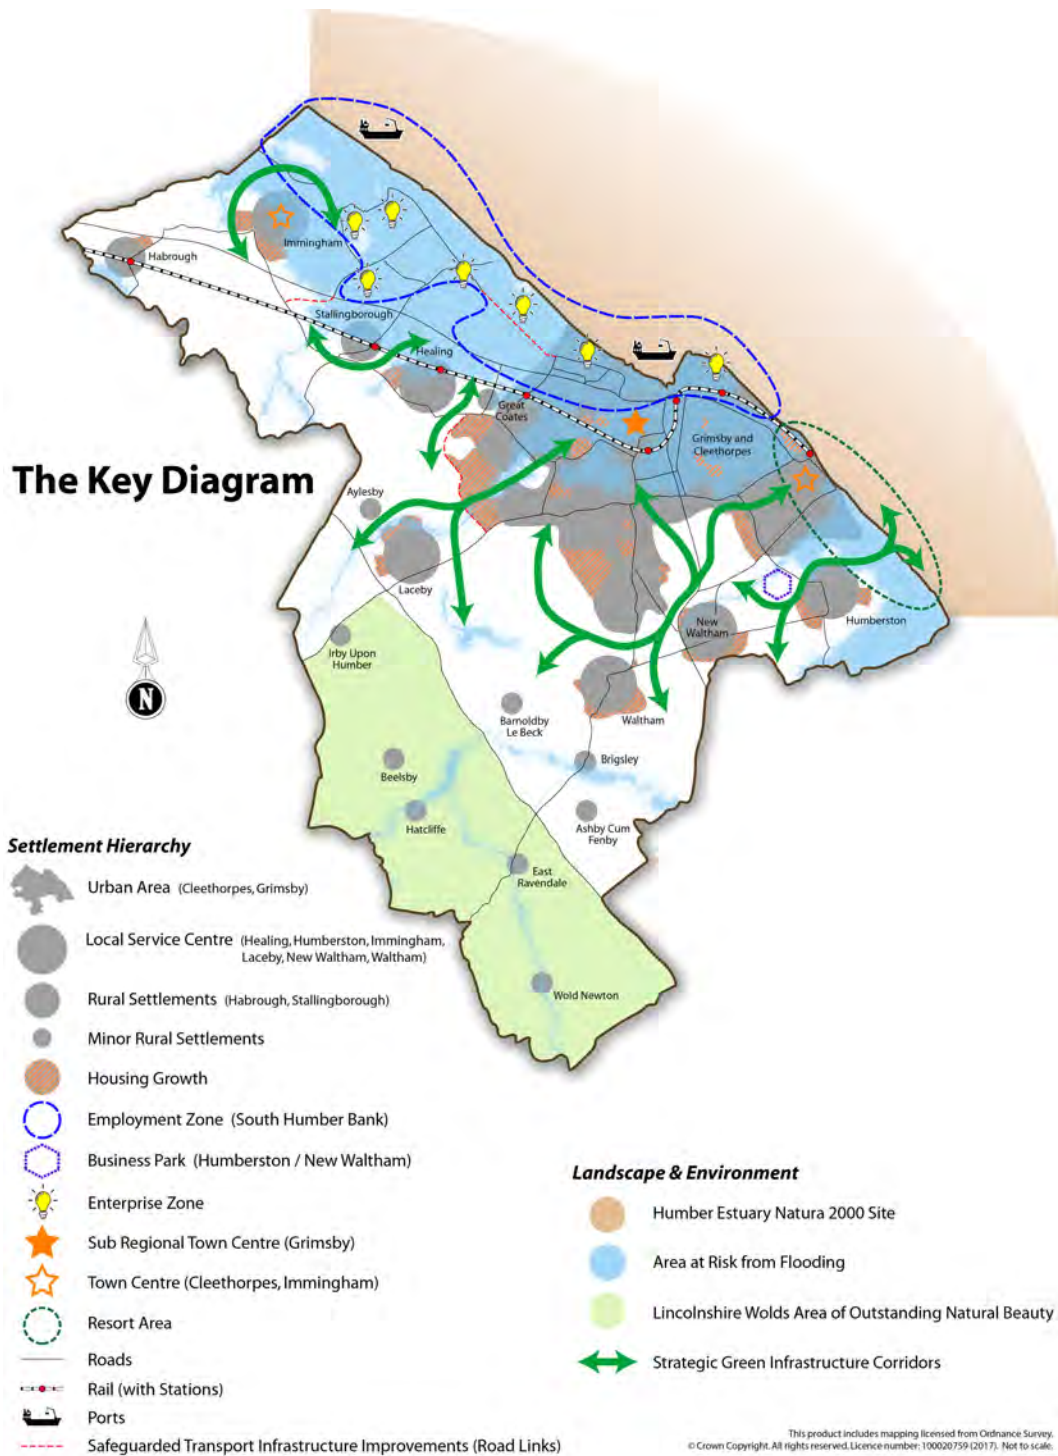 Habrough
Immingham
Stallingborough
Healing
Great
Coates
Grimsby and
Cleethorpes
The Key Diagram
Aylesby
Laceby
Irby Upon
Humber
New
Waltham
Humberston
Waltham
Barnoldby
Le Beck
Brigsley
Beelsby
Hatcliffe
Ashby Cum
Fenby
East
Ravendale
Wold Newton
N
Settlement Hierarchy
Urban Area (Cleethorpes, Grimsby)
Local Service Centre (Healing, Humberston, Immingham,
Laceby, New Waltham, Waltham)
Rural Settlements (Habrough, Stallingborough)
Minor Rural Settlements
Housing Growth
Employment Zone (South Humber Bank)
Business Park (Humberston / New Waltham)
Enterprise Zone
Sub Regional Town Centre (Grimsby)
Town Centre (Cleethorpes, Immingham)
Resort Area
Roads
Rail (with Stations)
Ports
Safeguarded Transport Infrastructure Improvements (Road Links)
Landscape & Environment
Humber Estuary Natura 2000 Site
Area at Risk from Flooding
Lincolnshire Wolds Area of Outstanding Natural Beauty
Strategic Green Infrastructure Corridors
This product includes mapping licensed from Ordnance Survey.
© Crown Copyright. All rights reserved. Licence number: 100020759 (2017). Not to scale.